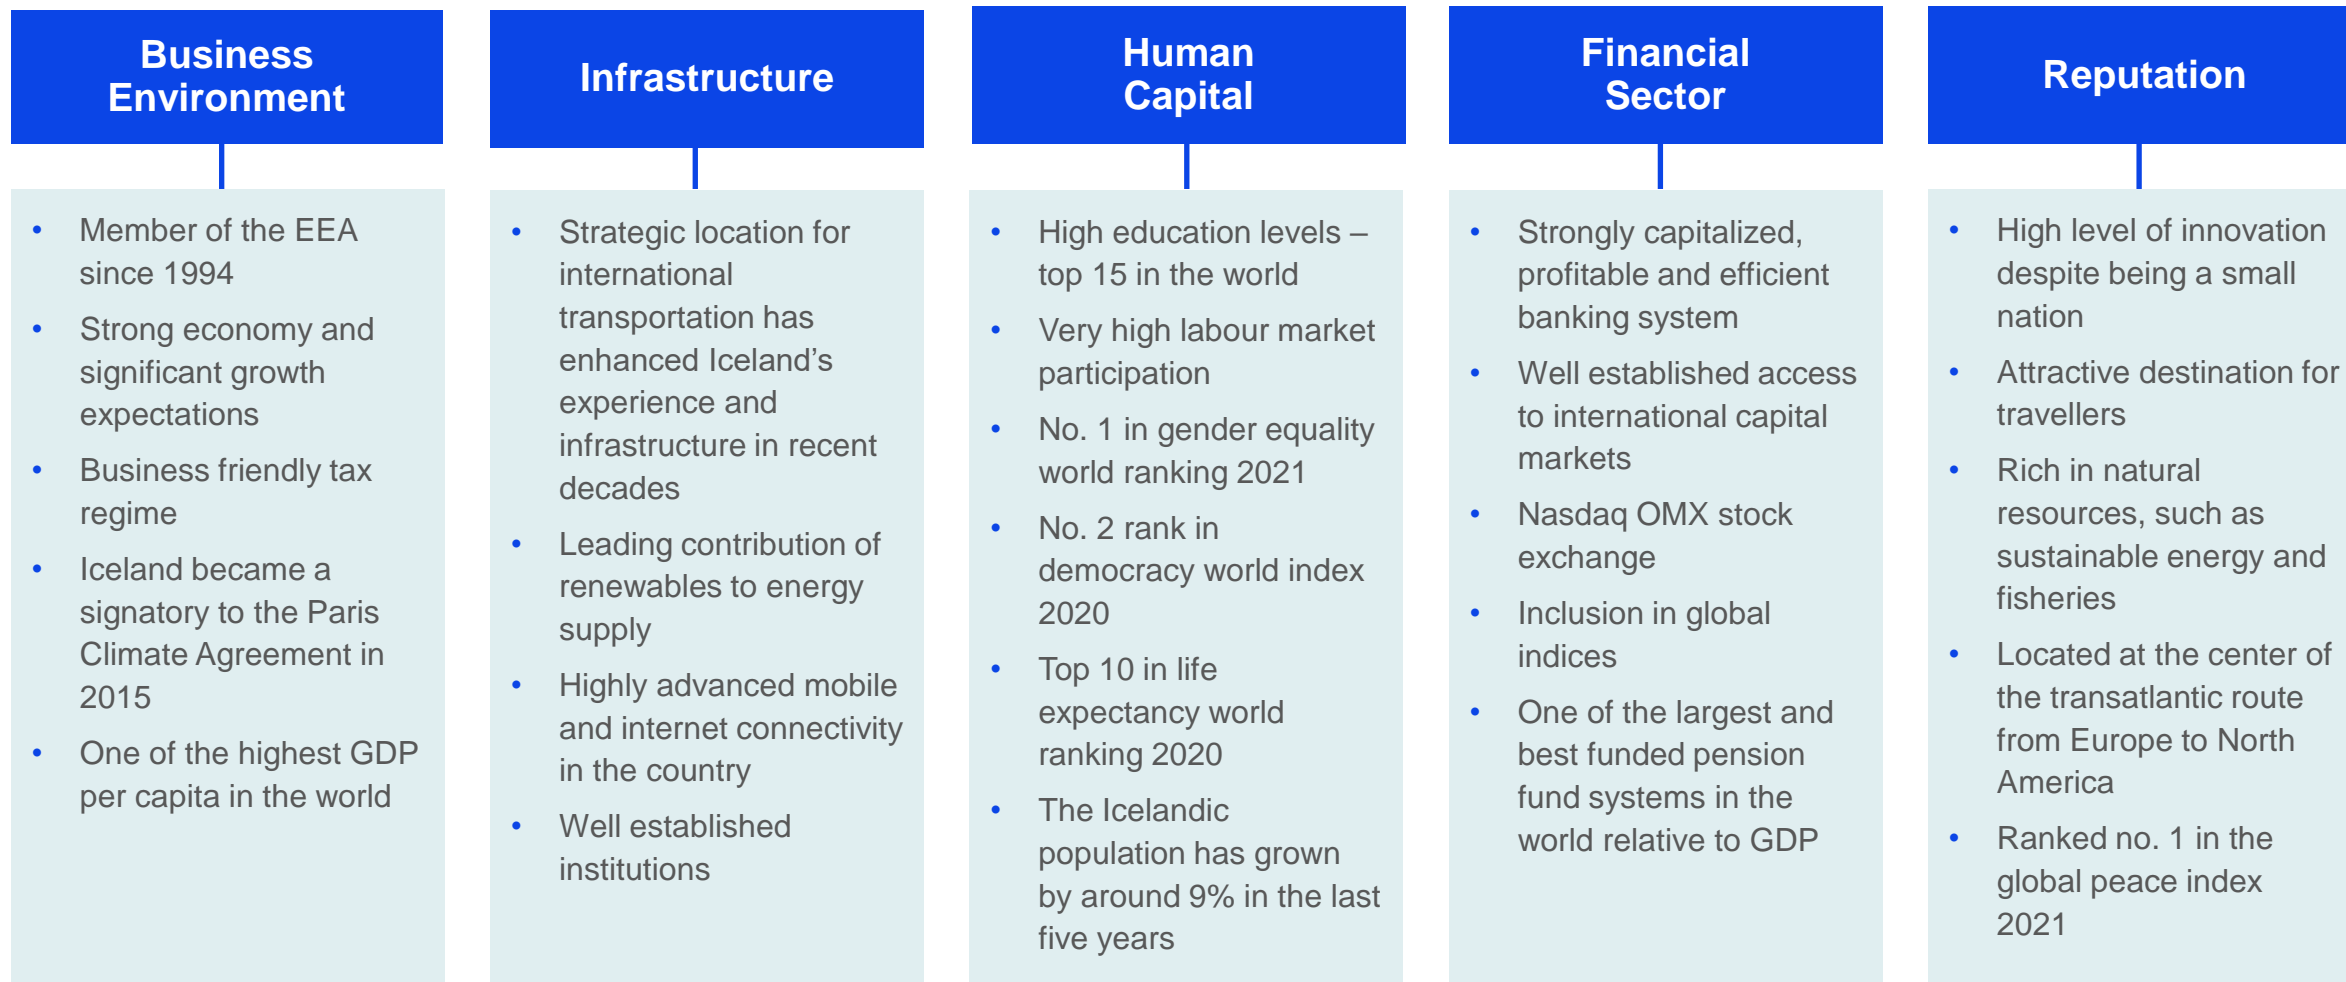 Business
Environment
• Member of the EEA
since 1994
• Strong economy and
significant growth
expectations
• Business friendly tax
regime
• Iceland became a
signatory to the Paris
Climate Agreement in
2015
• One of the highest GDP
per capita in the world
Infrastructure
• Strategic location for
international
transportation has
enhanced Iceland’s
experience and
infrastructure in recent
decades
• Leading contribution of
renewables to energy
supply
• Highly advanced mobile
and internet connectivity
in the country
• Well established
institutions
Human
Capital
• High education levels –
top 15 in the world
• Very high labour market
participation
• No. 1 in gender equality
world ranking 2021
• No. 2 rank in
democracy world index
2020
• Top 10 in life
expectancy world
ranking 2020
• The Icelandic
population has grown
by around 9% in the last
five years
Financial
Sector
• Strongly capitalized,
profitable and efficient
banking system
• Well established access
to international capital
markets
• Nasdaq OMX stock
exchange
• Inclusion in global
indices
• One of the largest and
best funded pension
fund systems in the
world relative to GDP
Reputation
• High level of innovation
despite being a small
nation
• Attractive destination for
travellers
• Rich in natural
resources, such as
sustainable energy and
fisheries
• Located at the center of
the transatlantic route
from Europe to North
America
• Ranked no. 1 in the
global peace index
2021